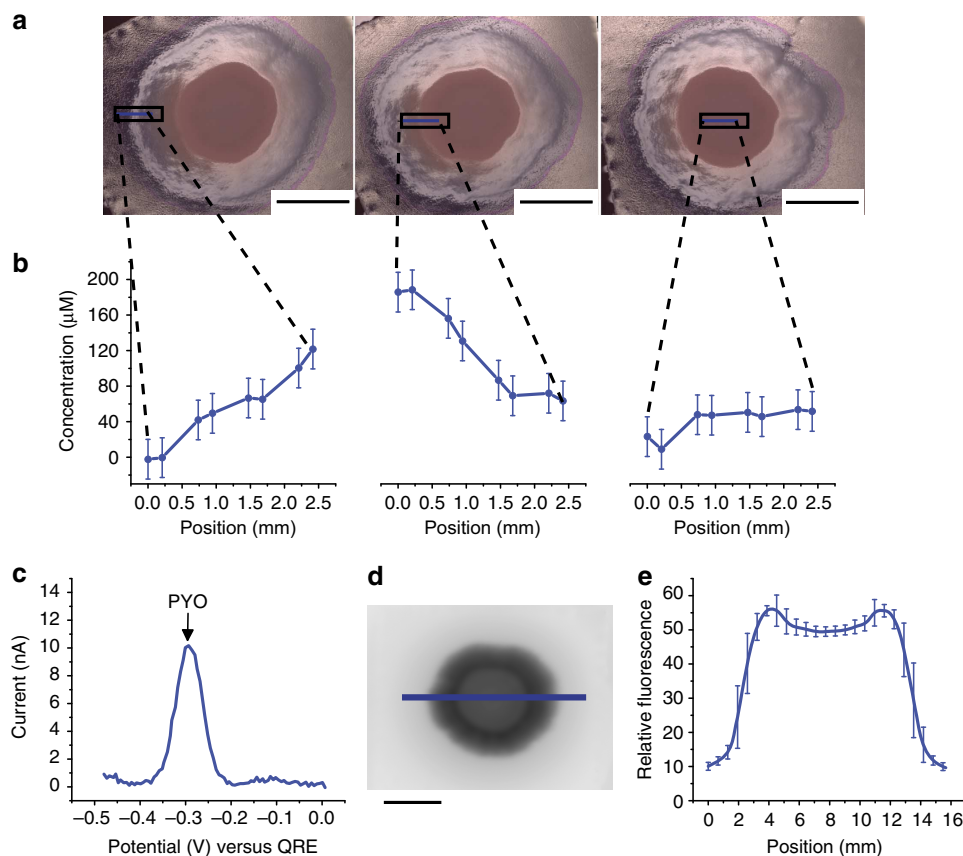 a
b
Concentration (µM)
200
160
120
80
40
0
0.0 0.5 1.0 1.5 2.0 2.5
Position (mm)
0.0 0.5 1.0 1.5 2.0 2.5
Position (mm)
0.0 0.5 1.0 1.5 2.0 2.5
Position (mm)
c
Current (nA)
14
12
10
8
6
4
2
0
PYO
–0.5 –0.4 –0.3 –0.2 –0.1 0.0
Potential (V) versus QRE
d
e
Relative fluorescence
60
50
40
30
20
10
0
0 2 4 6 8 10 12 14 16
Position (mm)